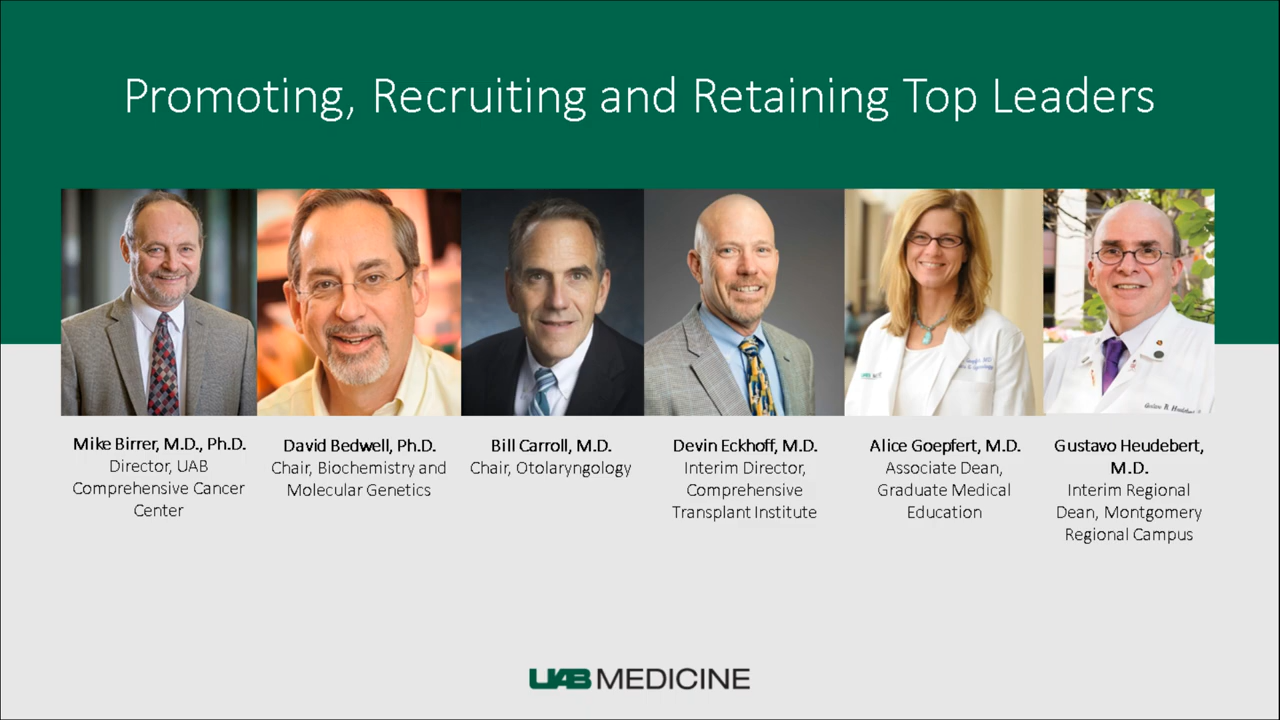 Promoting, Recruiting and Retaining Top Leaders
Mike Birrer, M.D., Ph.D.
Director, UAB
Comprehensive Cancer
Center
David Bedwell, Ph.D.
Chair, Biochemistry and
Molecular Genetics
Bill Carroll, M.D.
Chair, Otolaryngology
Devin Eckhoff, M.D.
Interim Director,
Comprehensive
Transplant Institute
Alice Goepfert, M.D.
Associate Dean,
Graduate Medical
Education
Gustavo Heudebert,
M.D.
Interim Regional
Dean, Montgomery
Regional Campus
UAB MEDICINE